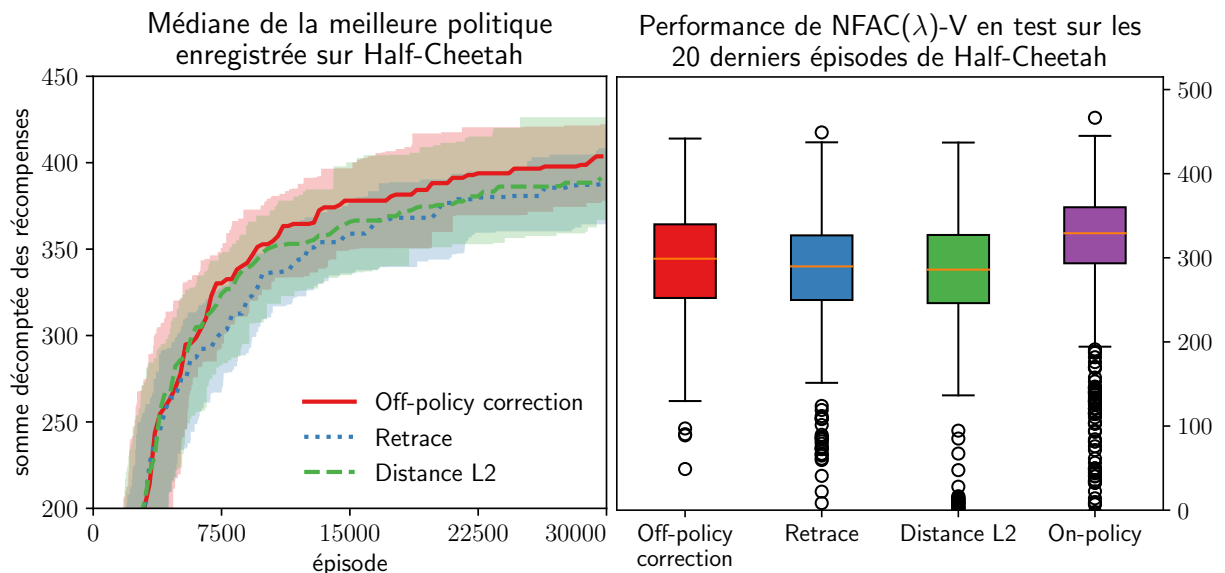 Médiane de la meilleure politique
enregistrée sur Half-Cheetah
450
400
350
300
250
200
somme décomptée des récompenses
0
7500
15000
22500
30000
épisode
Off-policy correction
Retrace
Distance L2
Performance de NFAC(λ)-V en test sur les
20 derniers épisodes de Half-Cheetah
500
400
300
200
100
0
Off-policy
correction
Retrace
Distance L2
On-policy